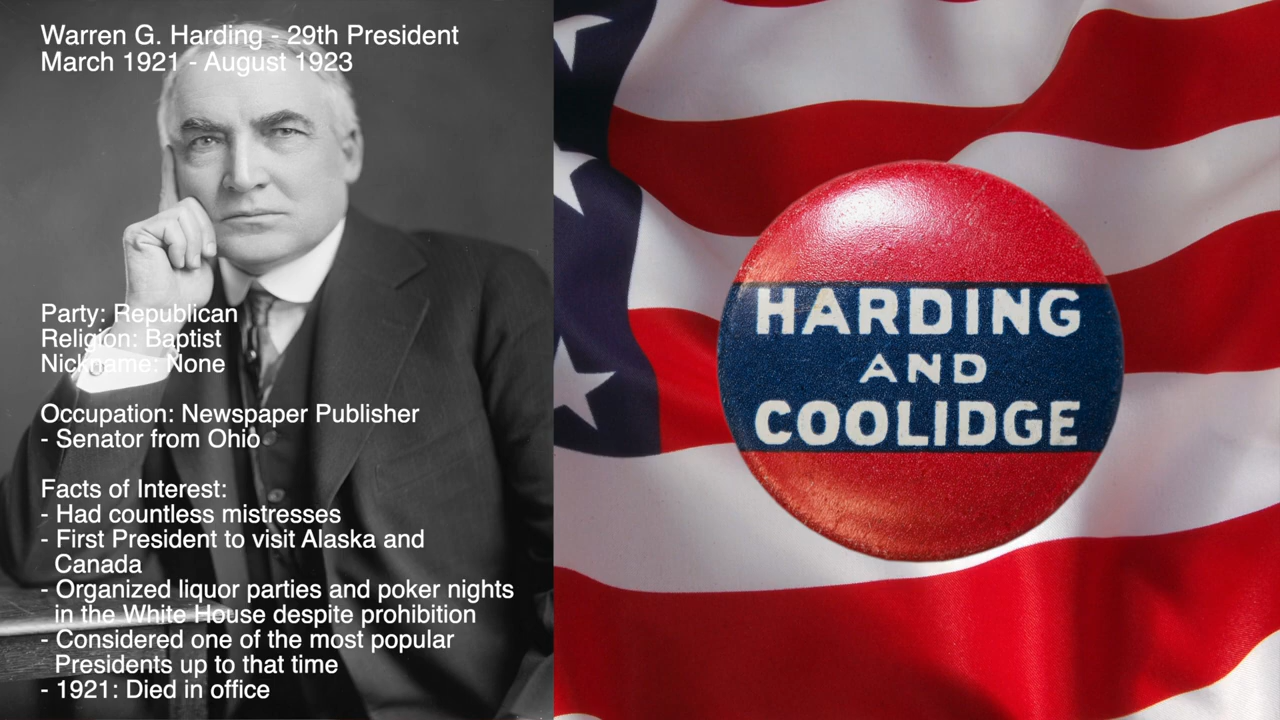 Warren G. Harding - 29th President
March 1921 - August 1923
Party: Republican
Religion: Baptist
Nickname: None
Occupation: Newspaper Publisher
- Senator from Ohio
Facts of Interest:
- Had countless mistresses
- First President to visit Alaska and
Canada
- Organized liquor parties and poker nights
in the White House despite prohibition
- Considered one of the most popular
Presidents up to that time
- 1921: Died in office
HARDING
AND
COOLIDGE